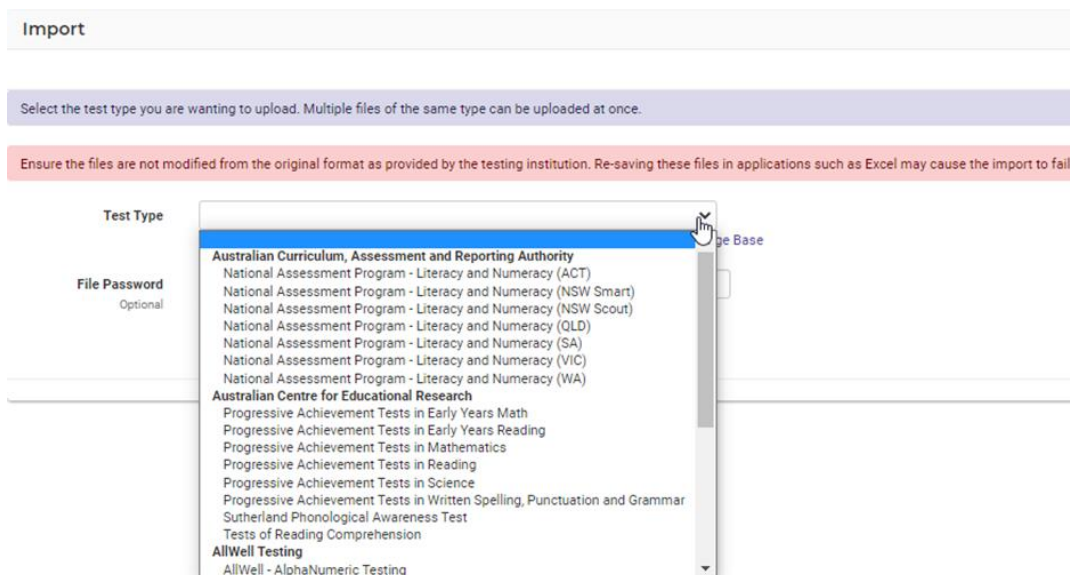 Import
Select the test type you are wanting to upload. Multiple files of the same type can be uploaded at once.
Ensure the files are not modified from the original format as provided by the testing institution. Re-saving these files in applications such as Excel may cause the import to fail
Test Type
ge Base
File Password
Optional
Australian Curriculum, Assessment and Reporting Authority
National Assessment Program - Literacy and Numeracy (ACT)
National Assessment Program - Literacy and Numeracy (NSW Smart)
National Assessment Program - Literacy and Numeracy (NSW Scout)
National Assessment Program - Literacy and Numeracy (QLD)
National Assessment Program - Literacy and Numeracy (SA)
National Assessment Program - Literacy and Numeracy (VIC)
National Assessment Program - Literacy and Numeracy (WA)
Australian Centre for Educational Research
Progressive Achievement Tests in Early Years Math
Progressive Achievement Tests in Early Years Reading
Progressive Achievement Tests in Mathematics
Progressive Achievement Tests in Reading
Progressive Achievement Tests in Science
Progressive Achievement Tests in Written Spelling, Punctuation and Grammar
Sutherland Phonological Awareness Test
Tests of Reading Comprehension
AllWell Testing
AllWell - AlphaNumeric Testing